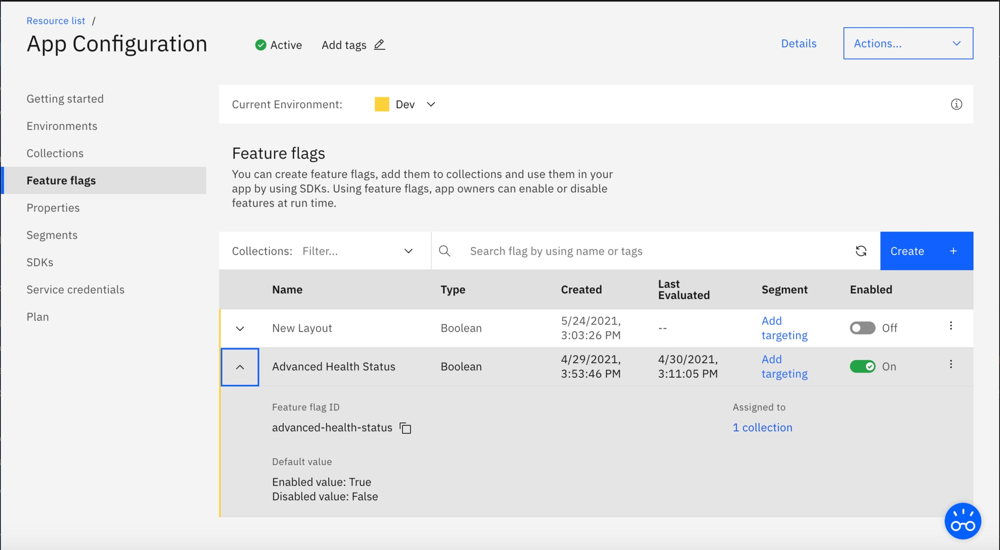 Resource list /
App Configuration
Active
Add tags
Details
Actions...
Getting started
Environments
Collections
Feature flags
Properties
Segments
SDKs
Service credentials
Plan
Current Environment:
Dev
Feature flags
You can create feature flags, add them to collections and use them in your
app by using SDKs. Using feature flags, app owners can enable or disable
features at run time.
Collections: Filter...
Search flag by using name or tags
Create +
Name
Type
Created
Last
Evaluated
Segment
Enabled
New Layout
Boolean
5/24/2021,
3:03:26 PM
--
Add
targeting
Off
Advanced Health Status
Boolean
4/29/2021,
3:53:46 PM
4/30/2021,
3:11:05 PM
Add
targeting
On
Feature flag ID
advanced-health-status
Assigned to
1 collection
Default value
Enabled value: True
Disabled value: False